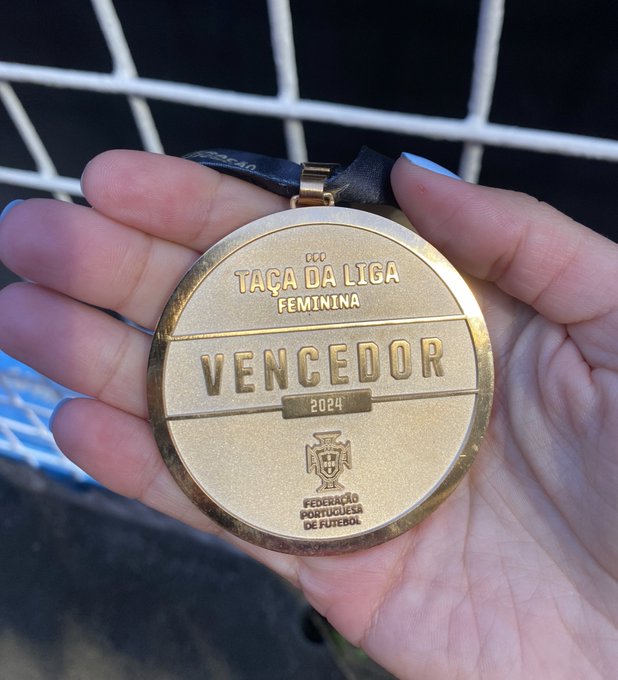 TAÇA DA LIGA
FEMININA
VENCEDOR
2024
FEDERAÇÃO
PORTUGUESA
DE FUTEBOL